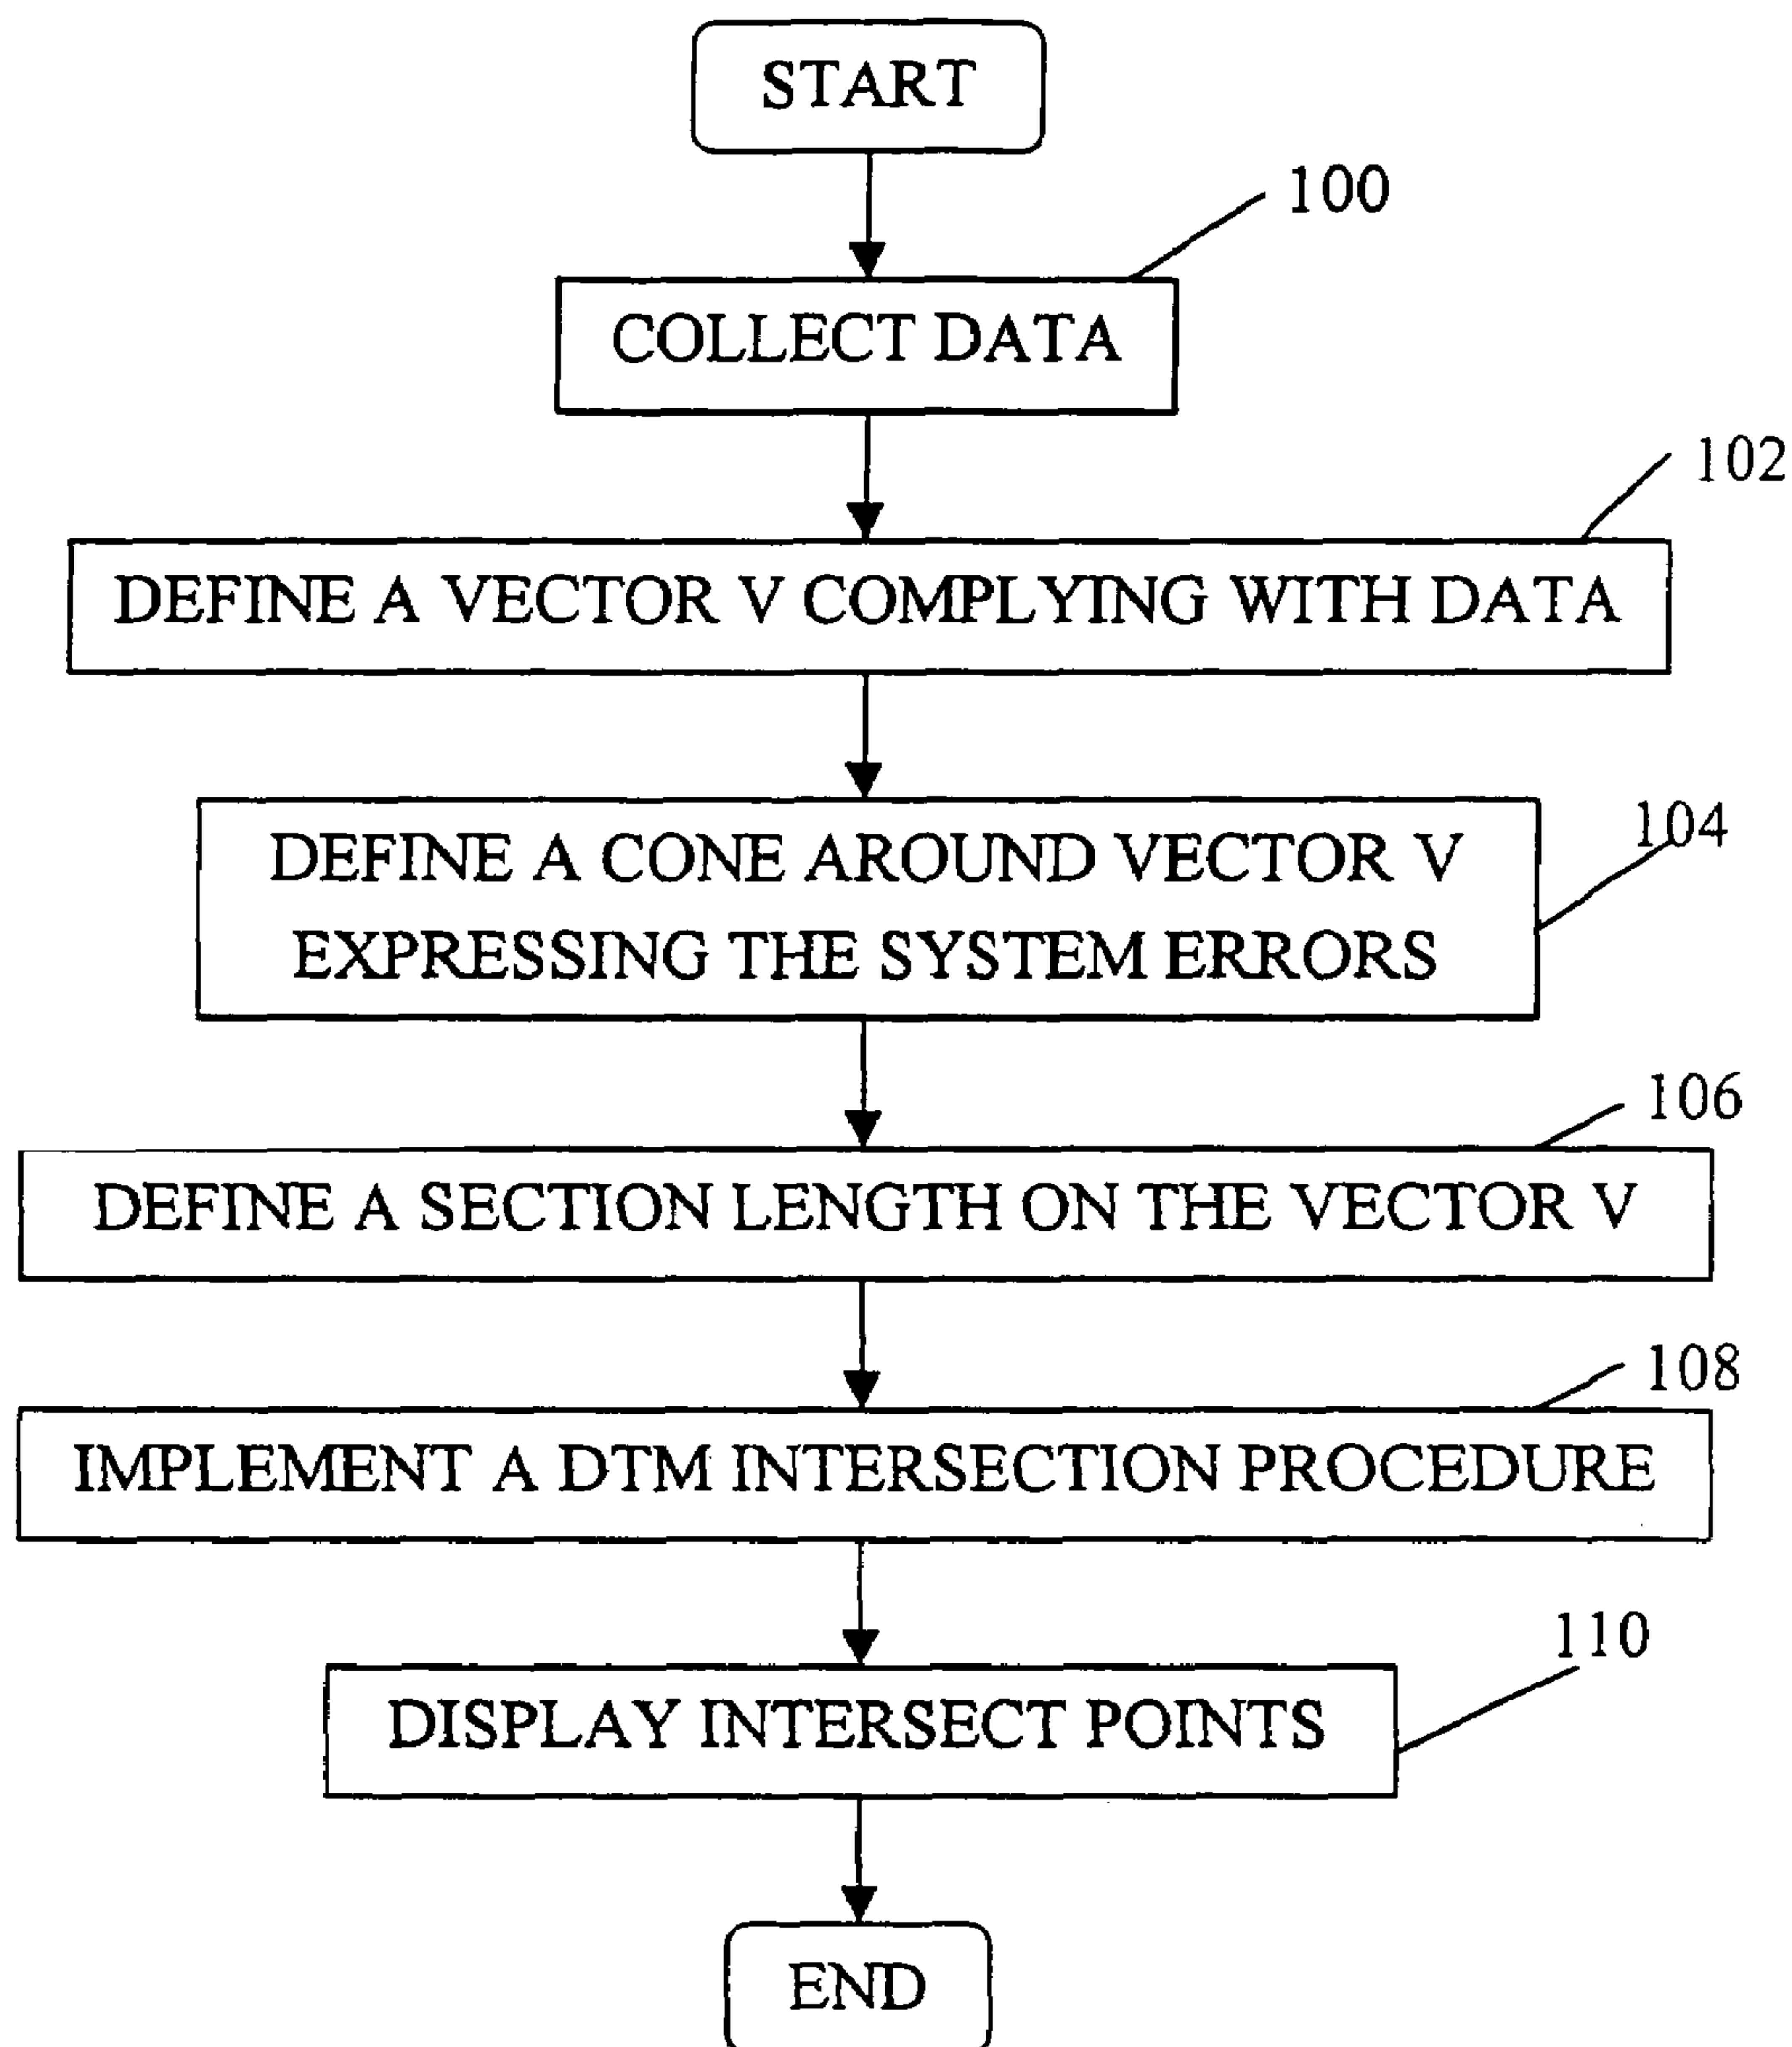 START
100
COLLECT DATA
102
DEFINE A VECTOR V COMPLYING WITH DATA
104
DEFINE A CONE AROUND VECTOR V
EXPRESSING THE SYSTEM ERRORS
106
DEFINE A SECTION LENGTH ON THE VECTOR V
108
IMPLEMENT A DTM INTERSECTION PROCEDURE
110
DISPLAY INTERSECT POINTS
END